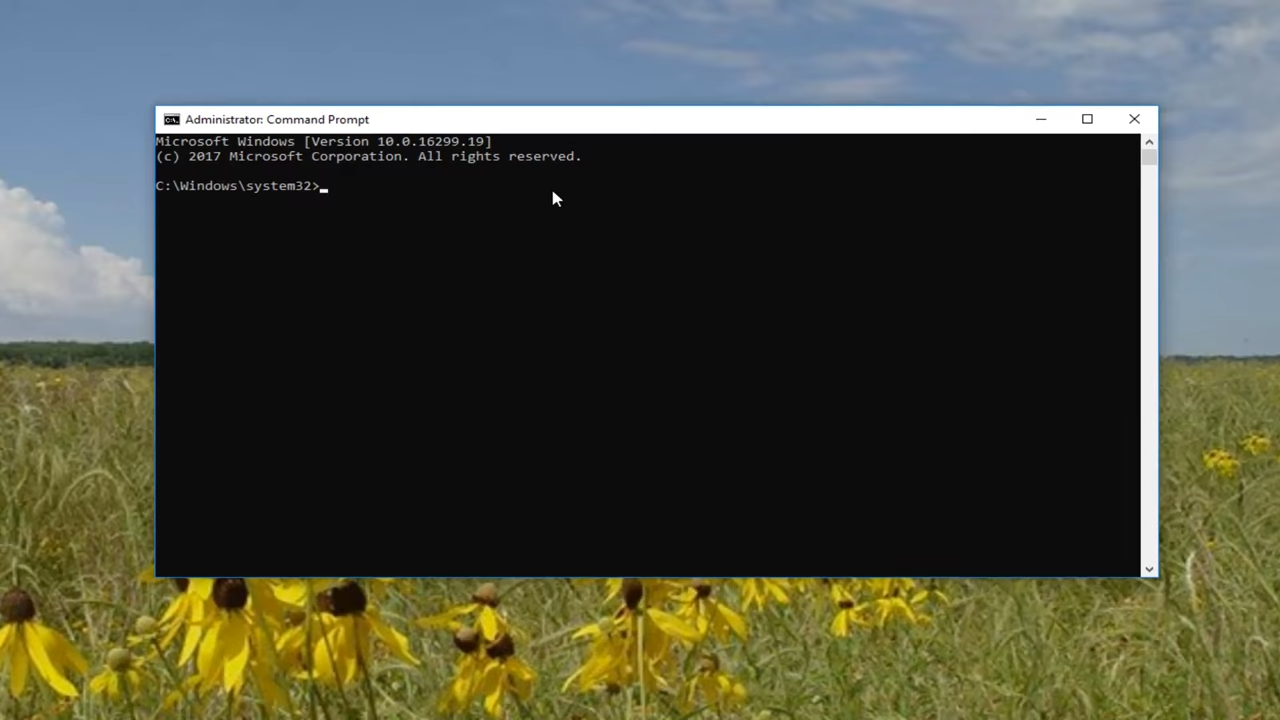 Administrator: Command Prompt
Microsoft Windows [Version 10.0.16299.19]
(c) 2017 Microsoft Corporation. All rights reserved.
C:\Windows\system32>